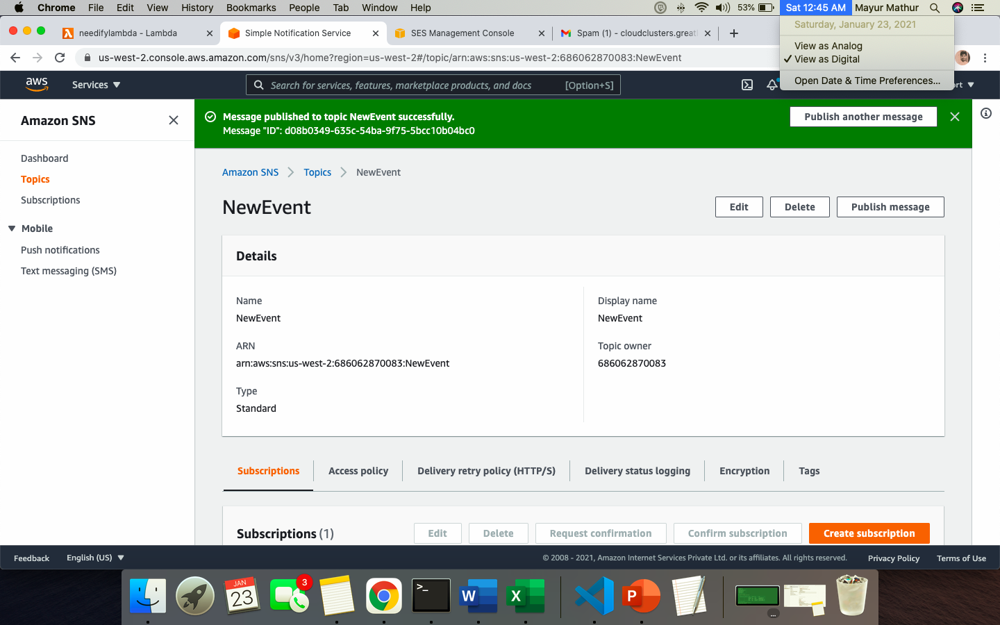 Chrome File Edit View History Bookmarks People Tab Window Help 53% Sat 12:45 AM Mayur Mathur
Saturday, January 23, 2021
View as Analog
✓ View as Digital
Open Date & Time Preferences...
needifylambda - Lambda
Simple Notification Service
SES Management Console
Spam (1) - cloudclusters.great
us-west-2.console.aws.amazon.com/sns/v3/home?region=us-west-2#/topic/arn:aws:sns:us-west-2:686062870083:NewEvent
aws Services Search for services, features, marketplace products, and docs [Option+S] ort
Amazon SNS
Dashboard
Topics
Subscriptions
Mobile
Push notifications
Text messaging (SMS)
Message published to topic NewEvent successfully.
Message "ID": d08b0349-635c-54ba-9f75-5bcc10b04bc0
Publish another message
Amazon SNS > Topics > NewEvent
NewEvent
Edit Delete Publish message
Details
Name
NewEvent
ARN
arn:aws:sns:us-west-2:686062870083:NewEvent
Type
Standard
Display name
NewEvent
Topic owner
686062870083
Subscriptions Access policy Delivery retry policy (HTTP/S) Delivery status logging Encryption Tags
Subscriptions (1) Edit Delete Request confirmation Confirm subscription Create subscription
Feedback English (US) © 2008 - 2021, Amazon Internet Services Private Ltd. or its affiliates. All rights reserved. Privacy Policy Terms of Use
JAN
23
3
>_
W
X
P
...